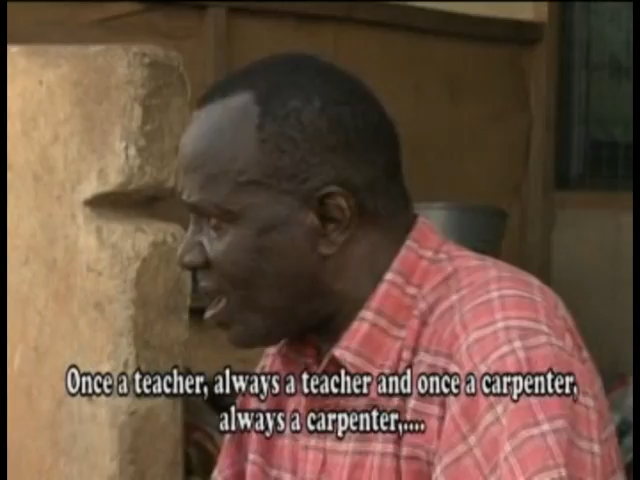 Once a teacher, always a teacher and once a carpenter,
always a carpenter,....